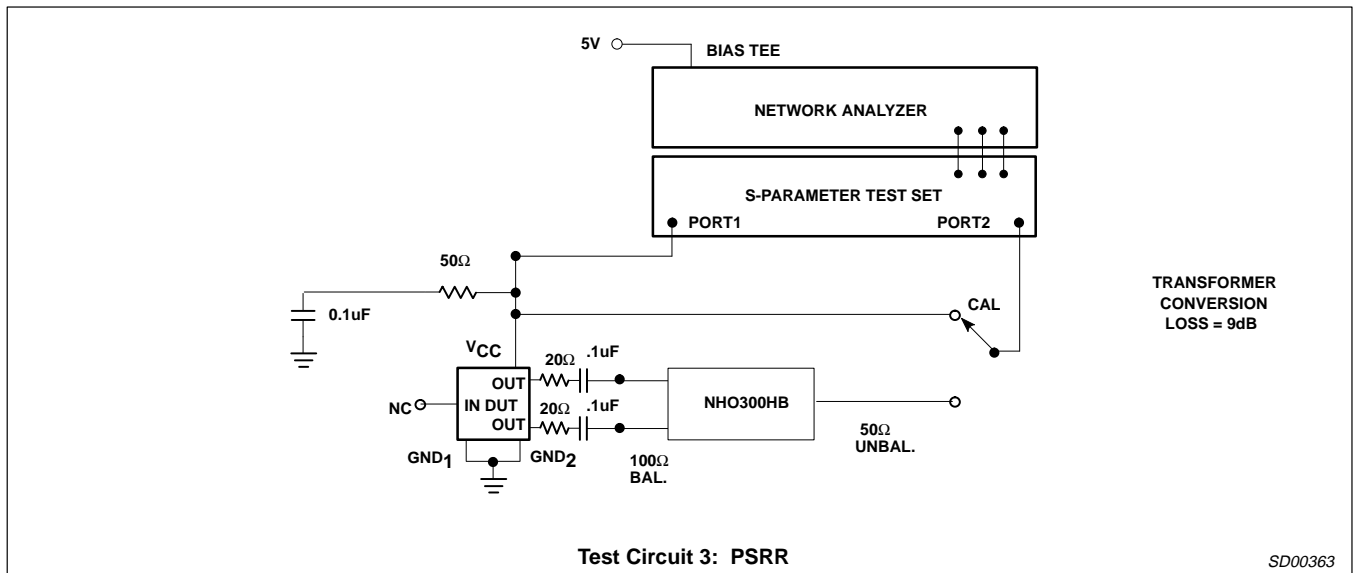 5V
BIAS TEE
NETWORK ANALYZER
S-PARAMETER TEST SET
PORT1
PORT2
50Ω
0.1uF
CAL
TRANSFORMER
CONVERSION
LOSS = 9dB
VCC
20Ω
.1uF
OUT
NC
IN DUT
20Ω
.1uF
OUT
NHO300HB
GND1
GND2
100Ω
BAL.
50Ω
UNBAL.
Test Circuit 3: PSRR
SD00363